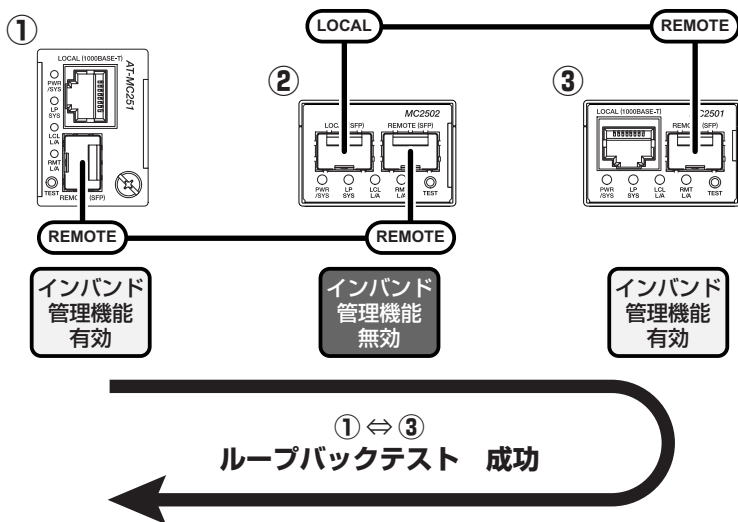 ①
LOCAL (1000BASE-T)
AT-MC251
PWR
/SYS
LP
SYS
LCL
L/A
RMT
L/A
TEST
REMOTE (SFP)
REMOTE
インバンド
管理機能
有効
LOCAL
②
MC2502
LOCAL (SFP) REMOTE (SFP)
PWR
/SYS
LP
SYS
LCL
L/A
RMT
L/A
TEST
REMOTE
インバンド
管理機能
無効
REMOTE
③
LOCAL (1000BASE-T)
MC2501
REMOTE (SFP)
PWR
/SYS
LP
SYS
LCL
L/A
RMT
L/A
TEST
インバンド
管理機能
有効
①⇔③
ループバックテスト 成功